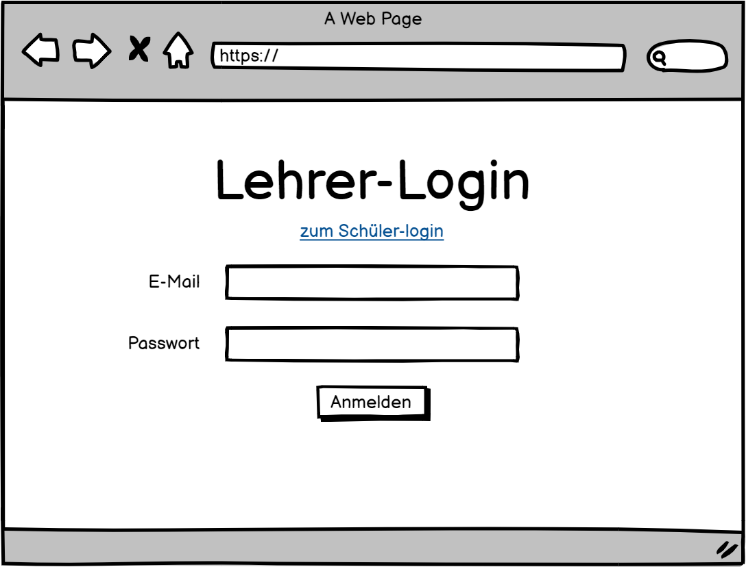 A Web Page
https://
Lehrer-Login
zum Schüler-login
E-Mail
Passwort
Anmelden